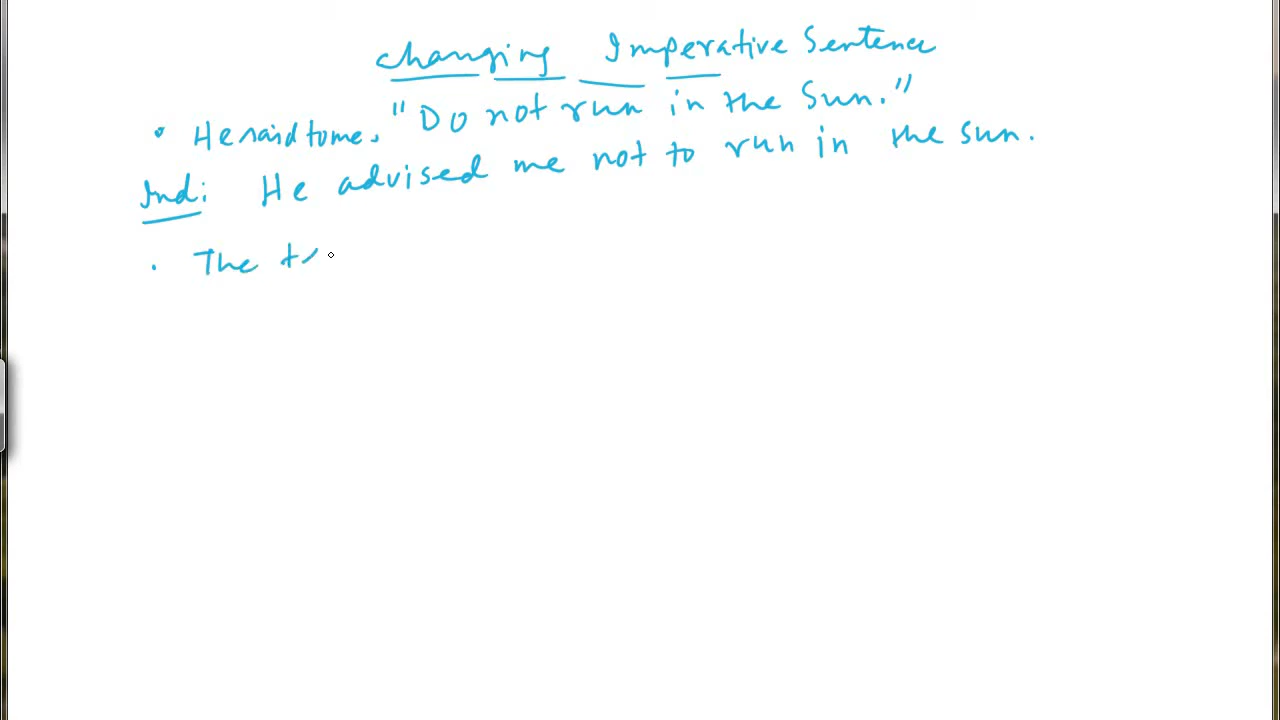 Changing Imperative Sentence
• He said to me, "Do not run in the Sun."
Ind: He advised me not to run in the sun.
• The